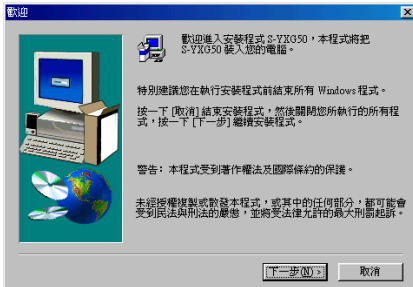 歡迎
歡迎進入安裝程式 S-YXG50，本程式將把
S-YXG50 裝入您的電腦。
特別建議您在執行安裝程式前結束所有 Windows 程式。
按一下 [取消] 結束安裝程式，然後關閉您所執行的所有程
式，按一下 [下一步] 繼續安裝程式。
警告：本程式受到著作權法及國際條約的保護。
未經授權複製或散發本程式，或其中的任何部分，都可能會
受到民法與刑法的嚴懲，並將受法律允許的最大刑罰起訴。
下一步(N) >
取消